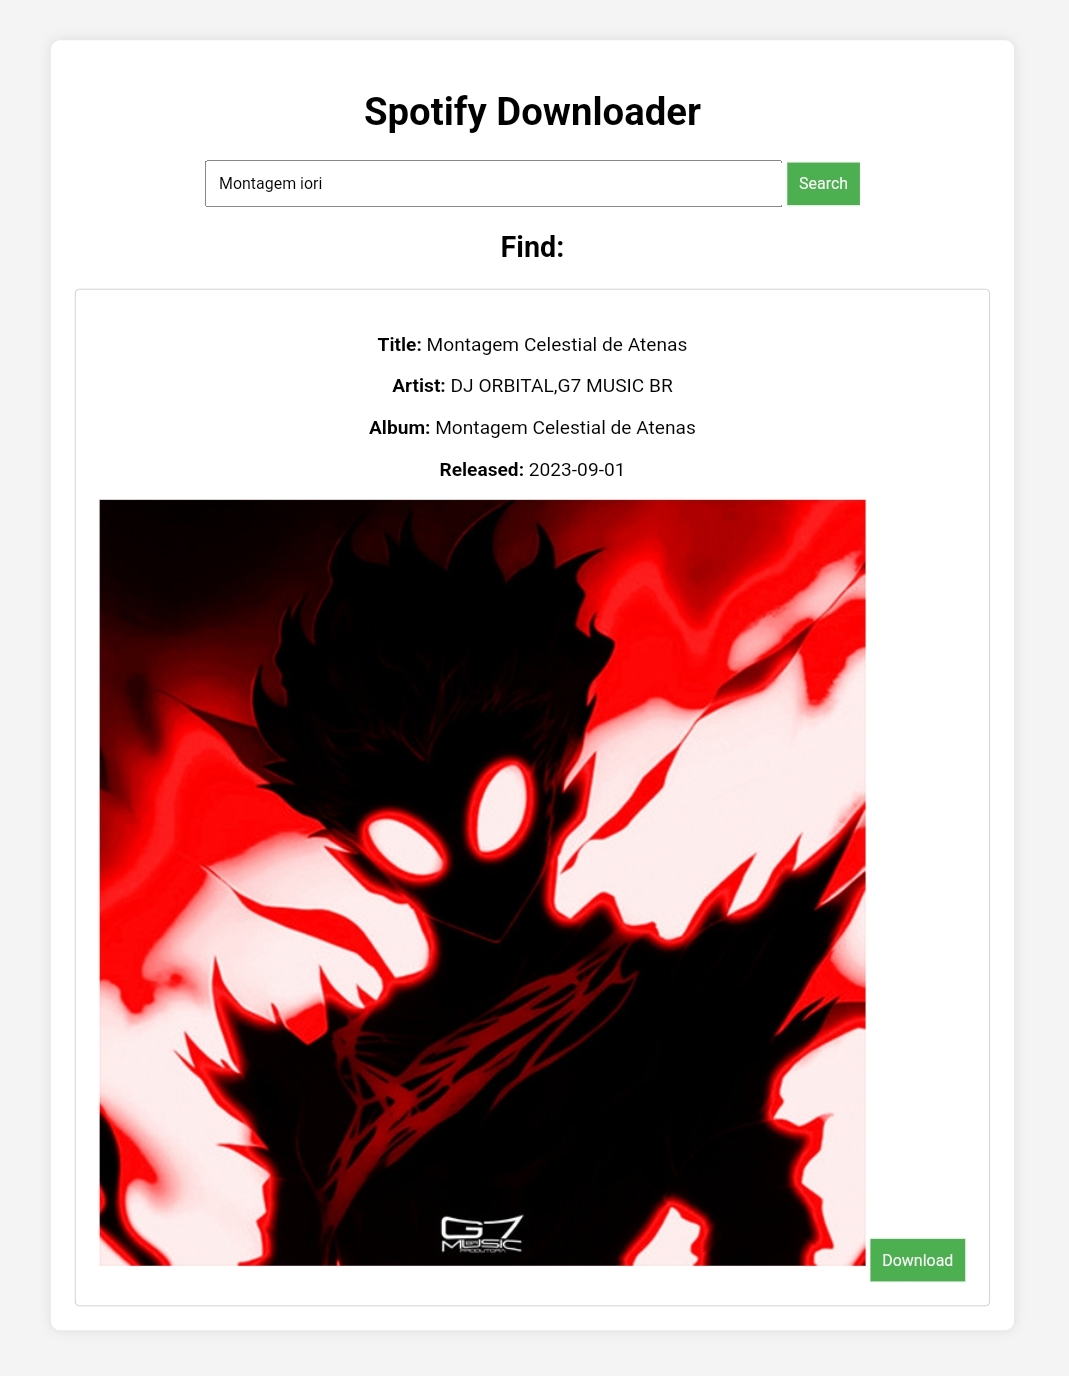 Spotify Downloader
Montagem iori
Search
Find:
Title: Montagem Celestial de Atenas
Artist: DJ ORBITAL,G7 MUSIC BR
Album: Montagem Celestial de Atenas
Released: 2023-09-01
G7
MUSIC
PRODUTORA
Download